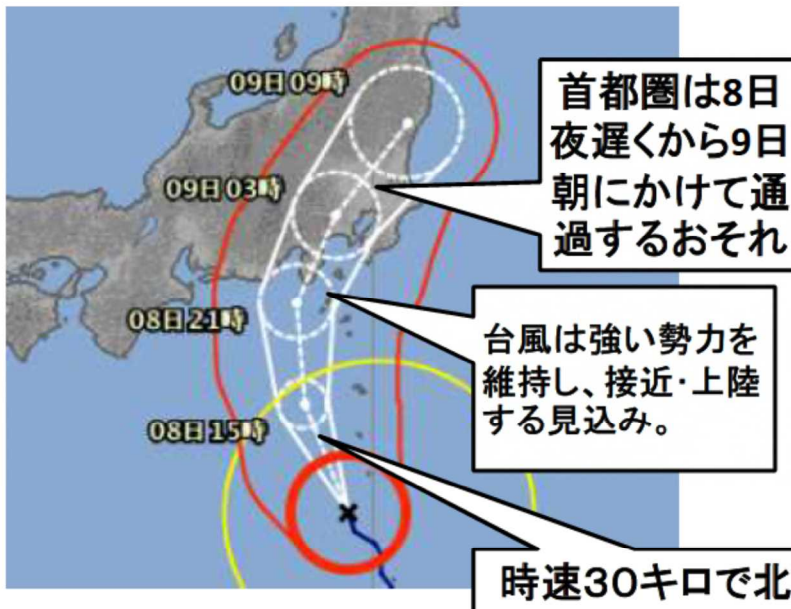 09日09時
首都圏は8日
夜遅くから9日
朝にかけて通
過するおそれ
09日03時
08日21時
台風は強い勢力を
維持し、接近・上陸
する見込み。
08日15時
時速30キロで北